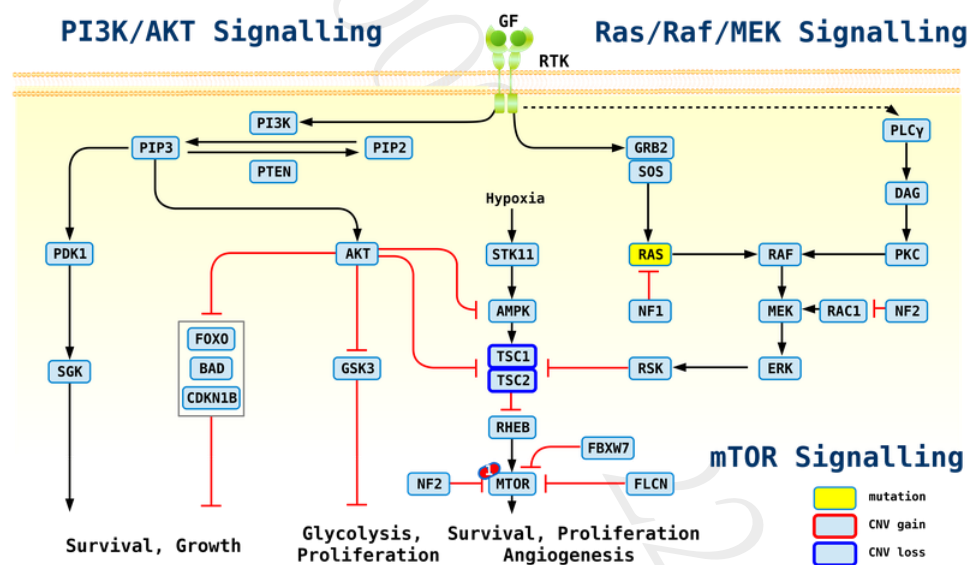 PI3K/AKT Signalling
GF
Ras/Raf/MEK Signalling
RTK
PI3K
PLCγ
PIP3
PIP2
GRB2
PTEN
SOS
DAG
Hypoxia
PDK1
AKT
STK11
RAS
RAF
PKC
AMPK
NF1
MEK
RAC1
NF2
FOXO
BAD
CDKN1B
SGK
GSK3
TSC1
TSC2
RSK
ERK
RHEB
FBXW7
mTOR Signalling
NF2
MTOR
FLCN
mutation
CNV gain
CNV loss
Survival, Growth
Glycolysis,
Proliferation
Survival, Proliferation
Angiogenesis